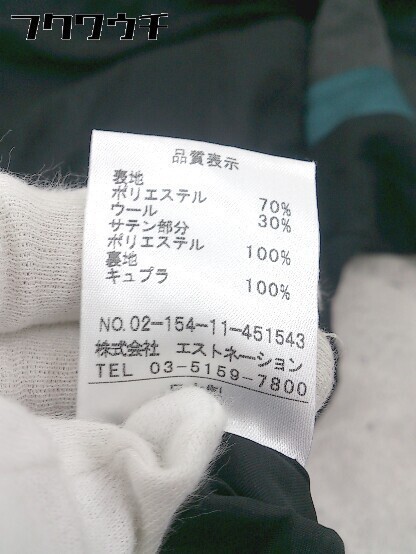 フクワウチ
品質表示
表地
ポリエステル 70%
ウール 30%
サテン部分
ポリエステル 100%
裏地
キュプラ 100%
NO.02-154-11-451543
株式会社 エストネーション
TEL 03-5159-7800